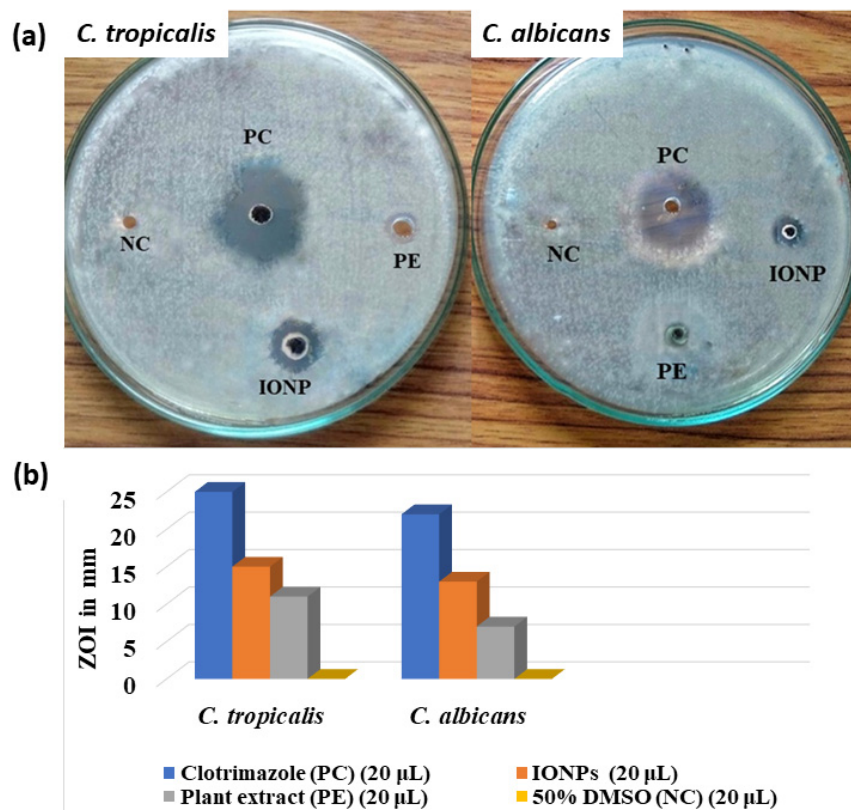 (a)
C. tropicalis
C. albicans
PC
NC
PE
IONP
PC
NC
IONP
PE
(b)
ZOI in mm
25
20
15
10
5
0
C. tropicalis
C. albicans
Clotrimazole (PC) (20 µL)
IONPs (20 µL)
Plant extract (PE) (20 µL)
50% DMSO (NC) (20 µL)